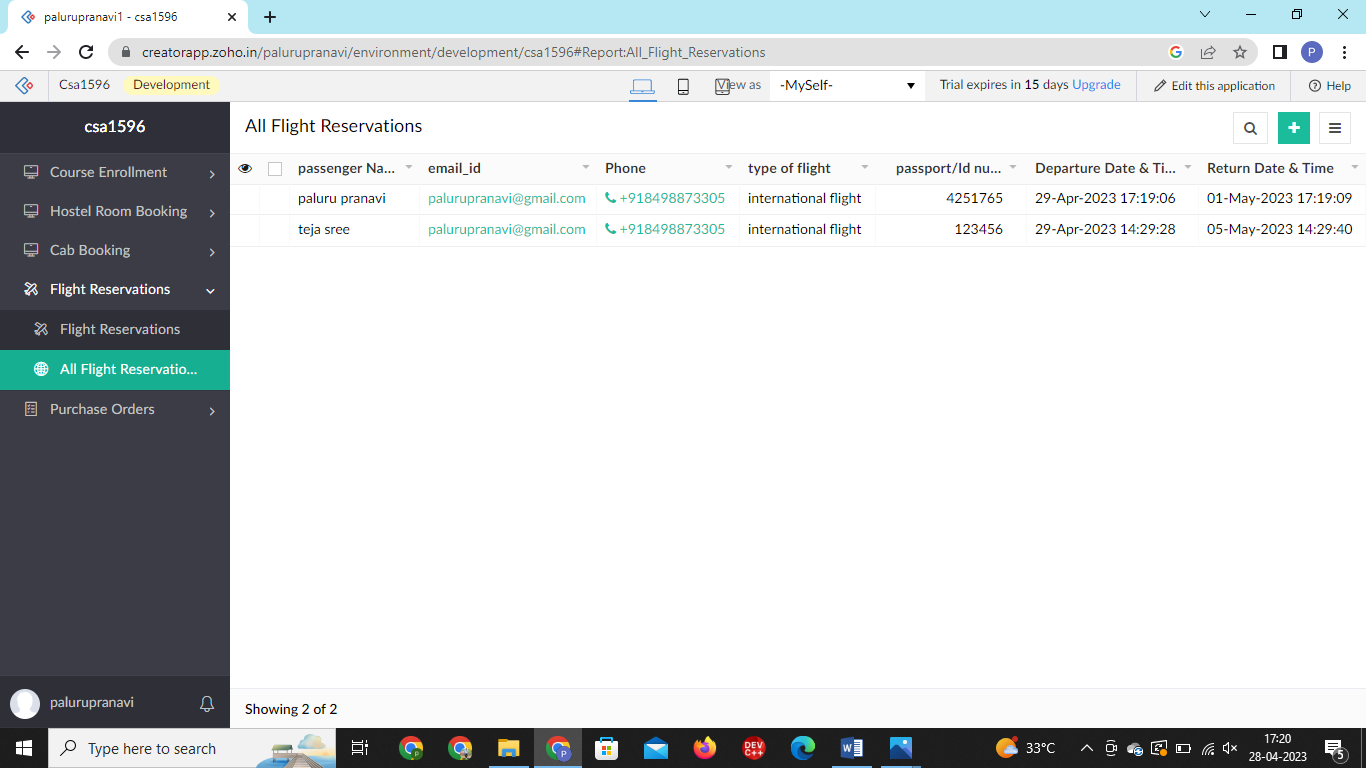 palurupranavi1 - csa1596
creatorapp.zoho.in/palurupranavi/environment/development/csa1596#Report:All_Flight_Reservations
P
Csa1596 Development View as -MySelf- Trial expires in 15 days Upgrade Edit this application Help
csa1596
All Flight Reservations
Course Enrollment
Hostel Room Booking
Cab Booking
Flight Reservations
Flight Reservations
All Flight Reservatio...
Purchase Orders
passenger Na... email_id Phone type of flight passport/Id nu... Departure Date & Ti... Return Date & Time
paluru pranavi palurupranavi@gmail.com +918498873305 international flight 4251765 29-Apr-2023 17:19:06 01-May-2023 17:19:09
teja sree palurupranavi@gmail.com +918498873305 international flight 123456 29-Apr-2023 14:29:28 05-May-2023 14:29:40
palurupranavi
Showing 2 of 2
Type here to search
P
P
DEV C++
W
33°C
17:20
28-04-2023
5